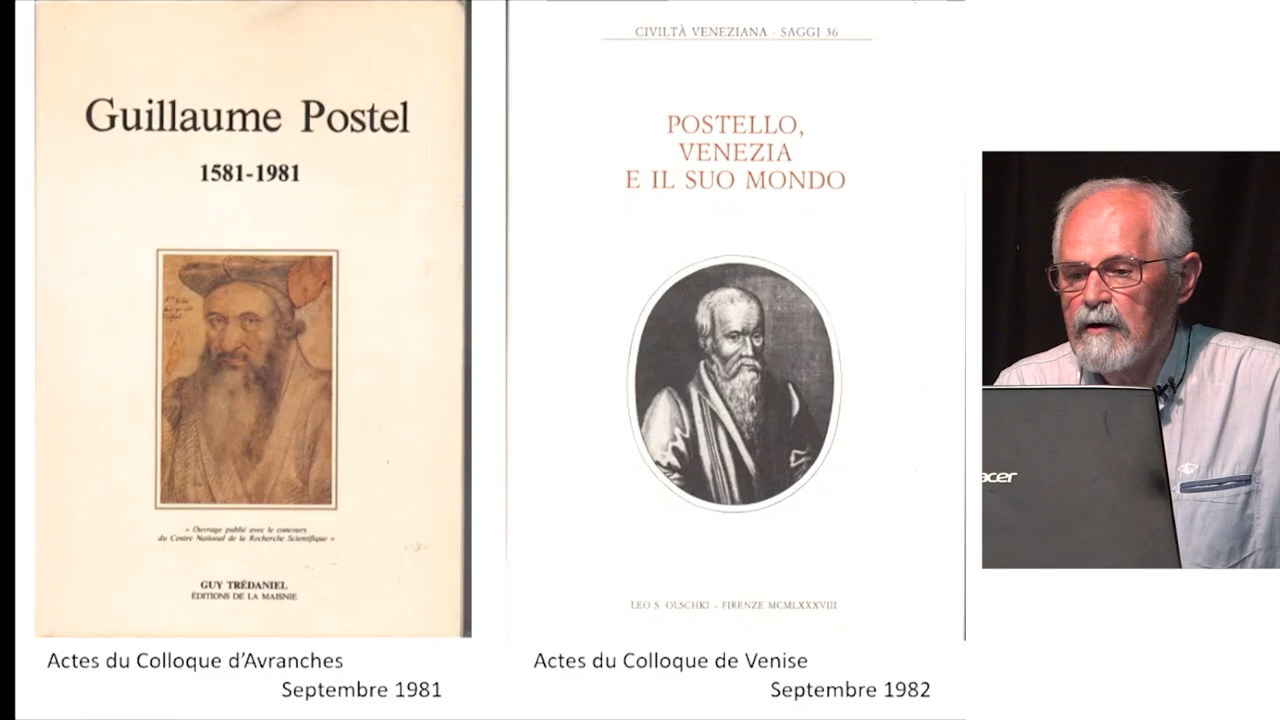 Guillaume Postel
1581-1981
« Ouvrage publié avec le concours
du Centre National de la Recherche Scientifique »
GUY TRÉDANIEL
ÉDITIONS DE LA MAISNIE
Actes du Colloque d’Avranches
Septembre 1981
CIVILTÀ VENEZIANA - SAGGI 36
POSTELLO,
VENEZIA
E IL SUO MONDO
LEO S. OLSCHKI – FIRENZE MCMLXXXVIII
Actes du Colloque de Venise
Septembre 1982
acer